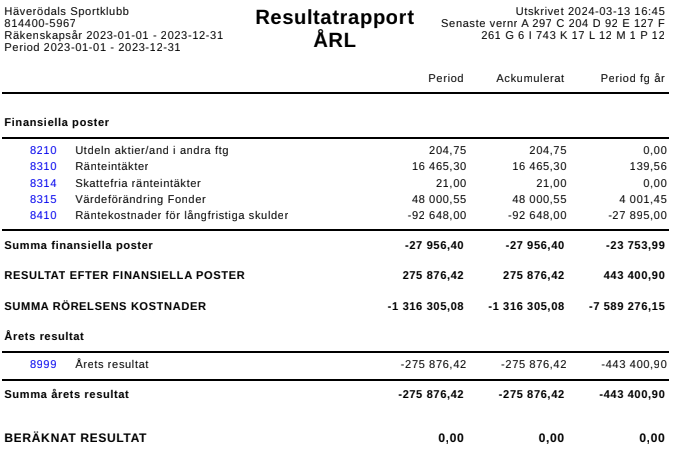 Häverödals Sportklubb
814400-5967
Räkenskapsår 2023-01-01 - 2023-12-31
Period 2023-01-01 - 2023-12-31
Resultatrapport
ÅRL
Utskrivet 2024-03-13 16:45
Senaste vernr A 297 C 204 D 92 E 127 F
261 G 6 I 743 K 17 L 12 M 1 P 12
Period Ackumulerat Period fg år
Finansiella poster
8210 Utdeln aktier/and i andra ftg 204,75 204,75 0,00
8310 Ränteintäkter 16 465,30 16 465,30 139,56
8314 Skattefria ränteintäkter 21,00 21,00 0,00
8315 Värdeförändring Fonder 48 000,55 48 000,55 4 001,45
8410 Räntekostnader för långfristiga skulder -92 648,00 -92 648,00 -27 895,00
Summa finansiella poster -27 956,40 -27 956,40 -23 753,99
RESULTAT EFTER FINANSIELLA POSTER 275 876,42 275 876,42 443 400,90
SUMMA RÖRELSENS KOSTNADER -1 316 305,08 -1 316 305,08 -7 589 276,15
Årets resultat
8999 Årets resultat -275 876,42 -275 876,42 -443 400,90
Summa årets resultat -275 876,42 -275 876,42 -443 400,90
BERÄKNAT RESULTAT 0,00 0,00 0,00